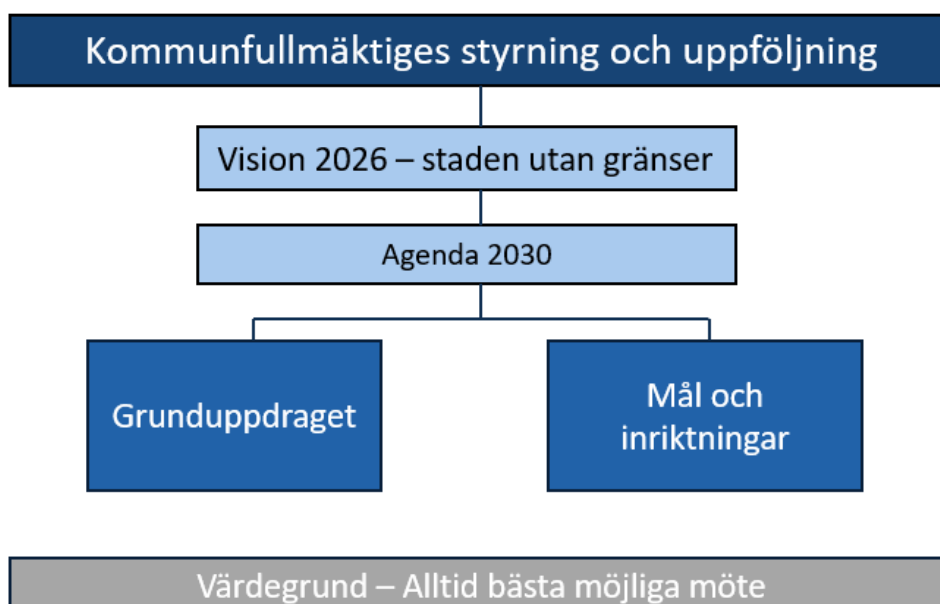 Kommunfullmäktiges styrning och uppföljning
Vision 2026 – staden utan gränser
Agenda 2030
Grunduppdraget
Mål och
inriktningar
Värdegrund – Alltid bästa möjliga möte